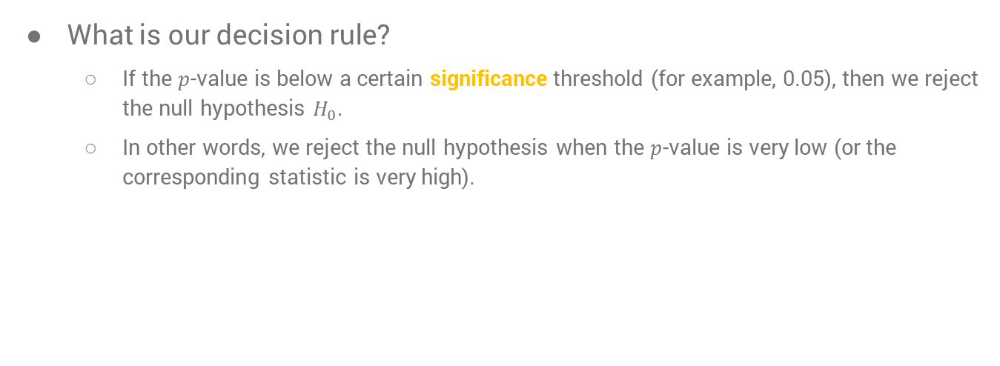 ● What is our decision rule?
○ If the p-value is below a certain significance threshold (for example, 0.05), then we reject
the null hypothesis H₀.
○ In other words, we reject the null hypothesis when the p-value is very low (or the
corresponding statistic is very high).